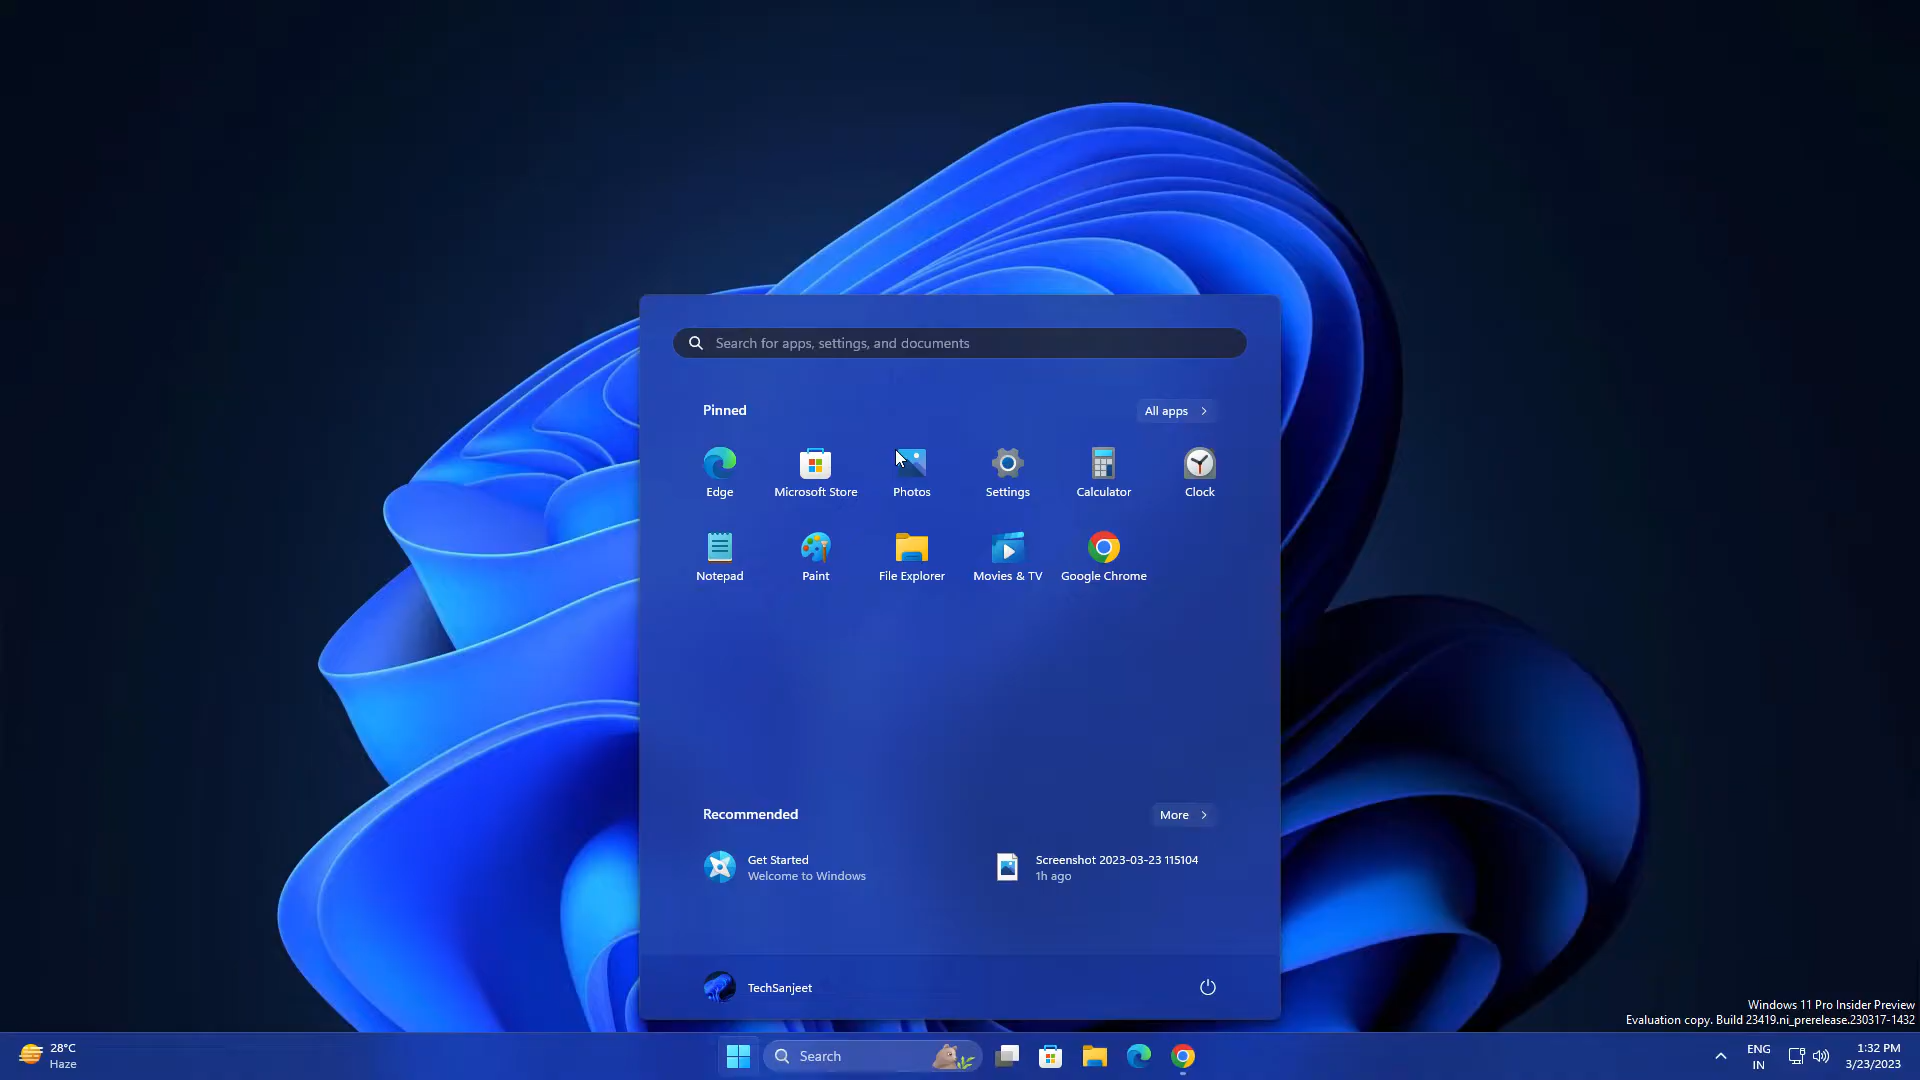 Search for apps, settings, and documents
Pinned
All apps
Edge
Microsoft Store
Photos
Settings
Calculator
Clock
Notepad
Paint
File Explorer
Movies & TV
Google Chrome
Recommended
More
Get Started
Welcome to Windows
Screenshot 2023-03-23 115104
1h ago
TechSanjeet
Windows 11 Pro Insider Preview
Evaluation copy. Build 23419.ni_prerelease.230317-1432
28°C
Haze
Search
ENG
IN
1:32 PM
3/23/2023